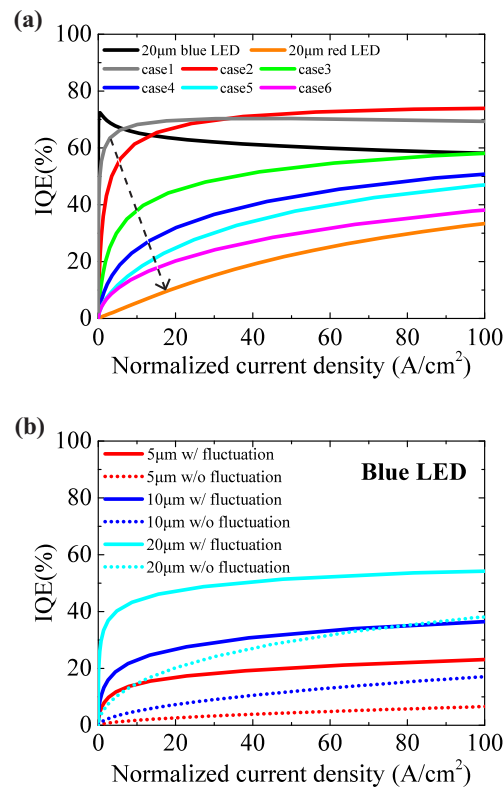 (a)
100
80
60
40
20
0
IQE(%)
20μm blue LED 20μm red LED
case1 case2 case3
case4 case5 case6
0 20 40 60 80 100
Normalized current density (A/cm²)
(b)
100
80
60
40
20
0
IQE(%)
5μm w/ fluctuation
5μm w/o fluctuation
10μm w/ fluctuation
10μm w/o fluctuation
20μm w/ fluctuation
20μm w/o fluctuation
Blue LED
0 20 40 60 80 100
Normalized current density (A/cm²)